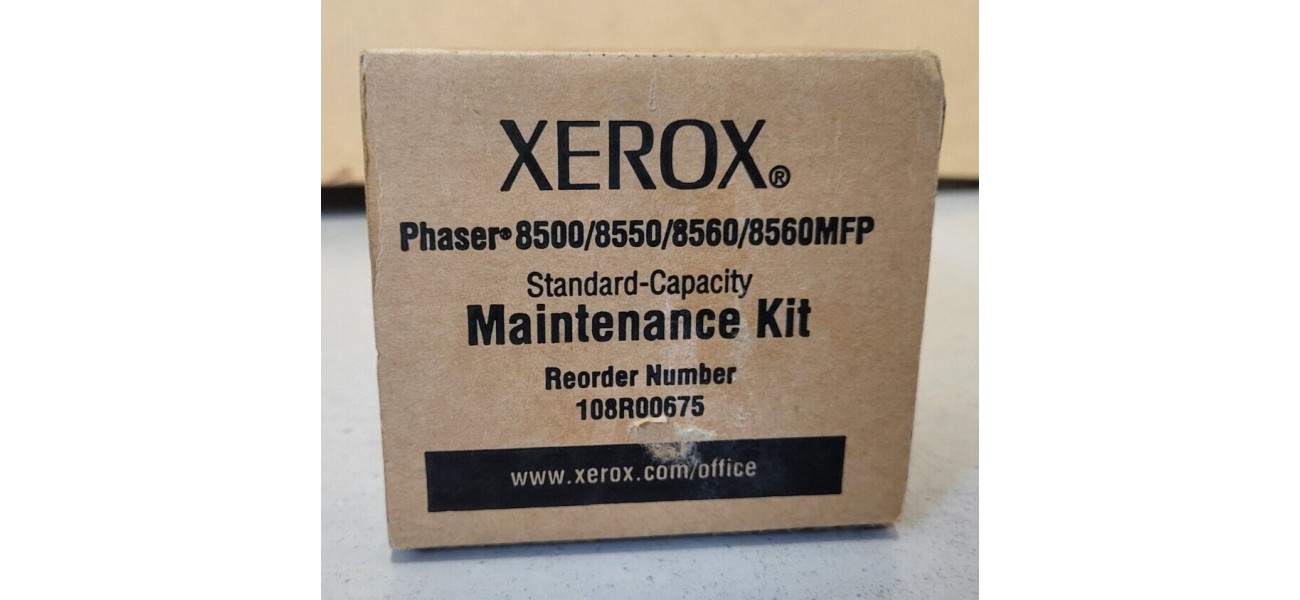 XEROX®
Phaser® 8500/8550/8560/8560MFP
Standard-Capacity
Maintenance Kit
Reorder Number
108R00675
www.xerox.com/office